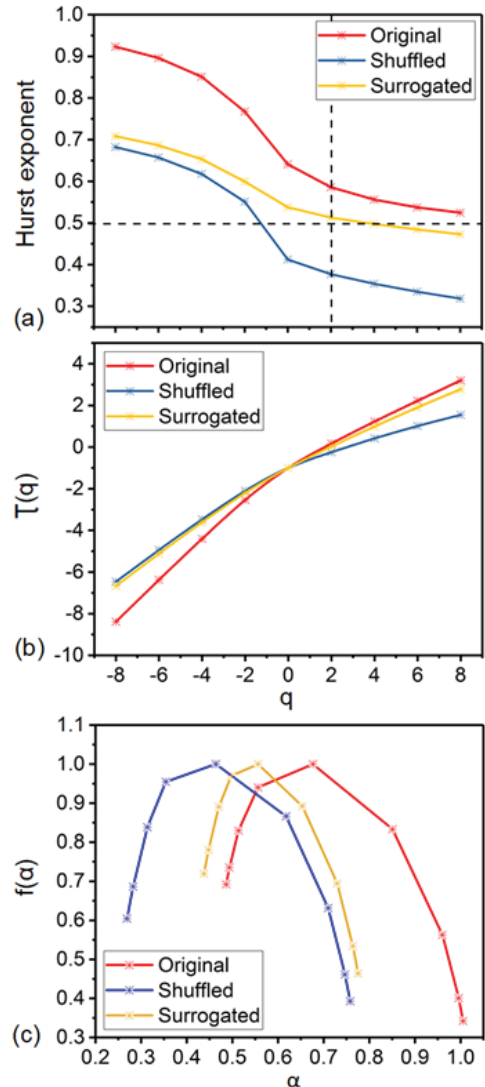 1.0
0.9
0.8
0.7
0.6
0.5
0.4
0.3
Hurst exponent
Original
Shuffled
Surrogated
(a)
4
2
0
-2
-4
-6
-8
-10
τ(q)
Original
Shuffled
Surrogated
(b)
-8 -6 -4 -2 0 2 4 6 8
q
1.1
1.0
0.9
0.8
0.7
0.6
0.5
0.4
0.3
f(α)
Original
Shuffled
Surrogated
(c)
0.2 0.3 0.4 0.5 0.6 0.7 0.8 0.9 1.0
α